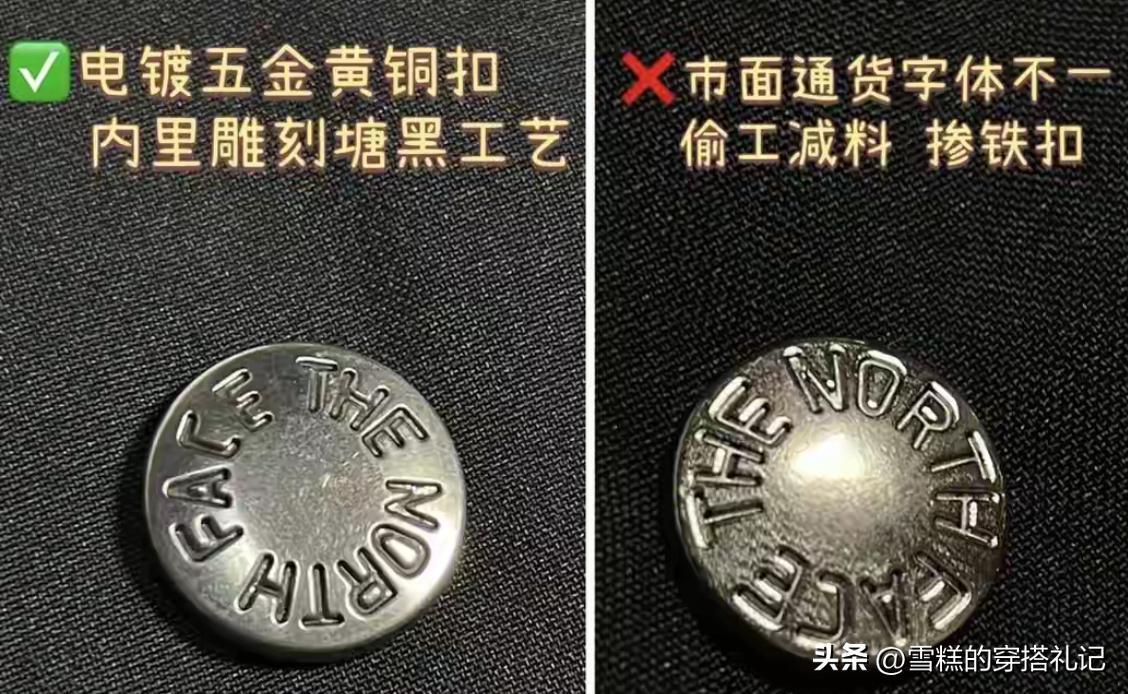 ✅电镀五金黄铜扣
内里雕刻塘黑工艺
❌市面通货字体不一
偷工减料 掺铁扣
THE NORTH FACE
THE NORTH FACE
头条 @雪糕的穿搭礼记